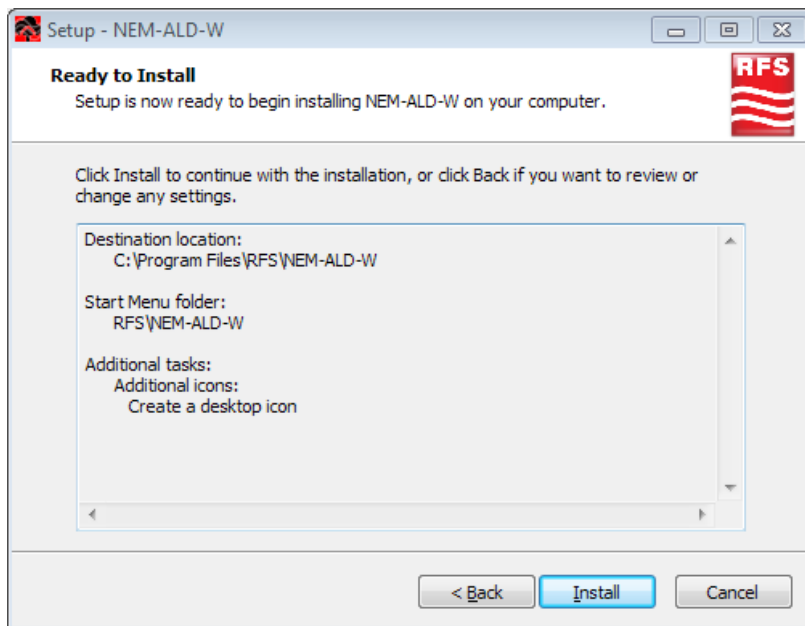 Setup - NEM-ALD-W
Ready to Install
Setup is now ready to begin installing NEM-ALD-W on your computer.
RFS
Click Install to continue with the installation, or click Back if you want to review or
change any settings.
Destination location:
C:\Program Files\RFS\NEM-ALD-W
Start Menu folder:
RFS\NEM-ALD-W
Additional tasks:
Additional icons:
Create a desktop icon
< Back
Install
Cancel